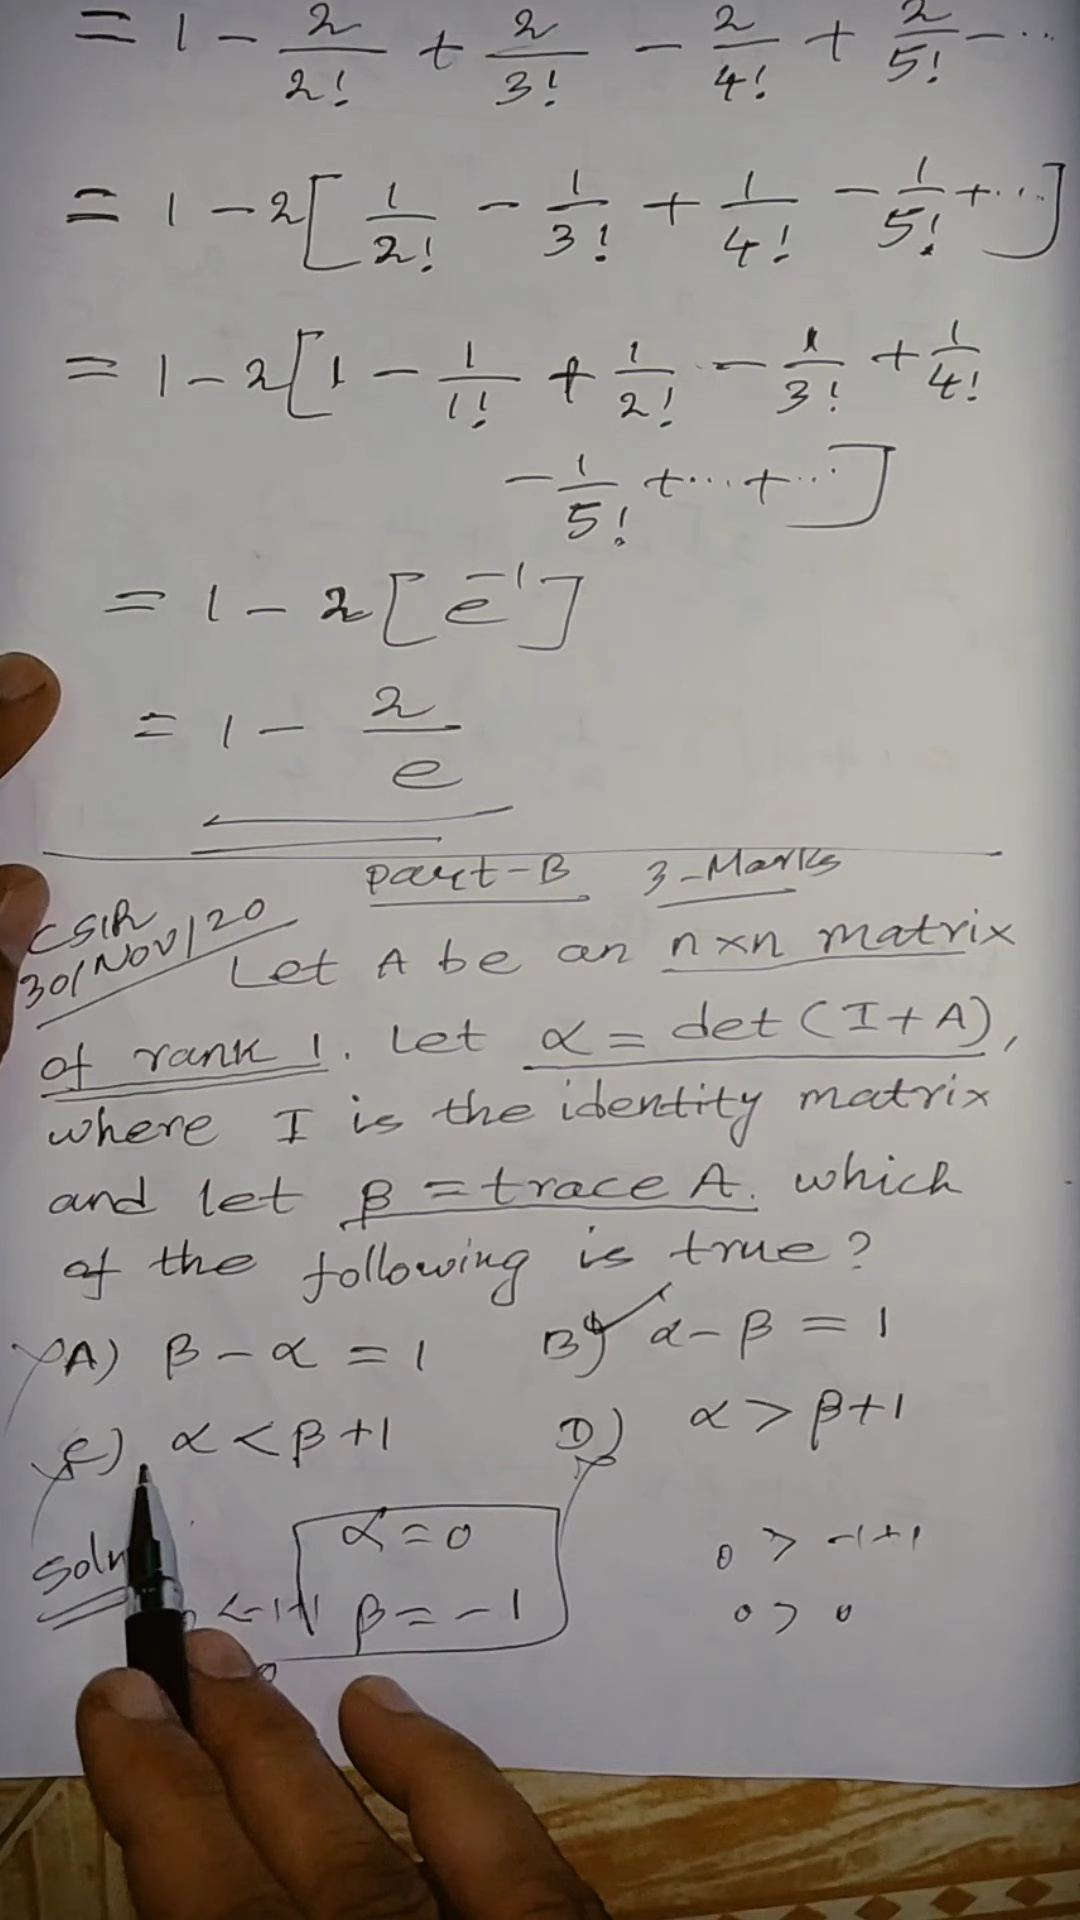 = 1 - 2/2! + 2/3! - 2/4! + 2/5! - ...
= 1 - 2[1/2! - 1/3! + 1/4! - 1/5! + ...]
= 1 - 2[1 - 1/1! + 1/2! - 1/3! + 1/4!
- 1/5! + ... + ...]
= 1 - 2[e⁻¹]
= 1 - 2/e
Part-B 3-Marks
CSIR
30/Nov/20
Let A be an n×n matrix
of rank 1. Let α = det(I+A),
where I is the identity matrix
and let β = trace A. which
of the following is true?
A) β - α = 1 B) α - β = 1
C) α < β + 1 D) α > β + 1
Soln
α = 0
0 > -1+1
< -1+1 β = -1
0 > 0
0